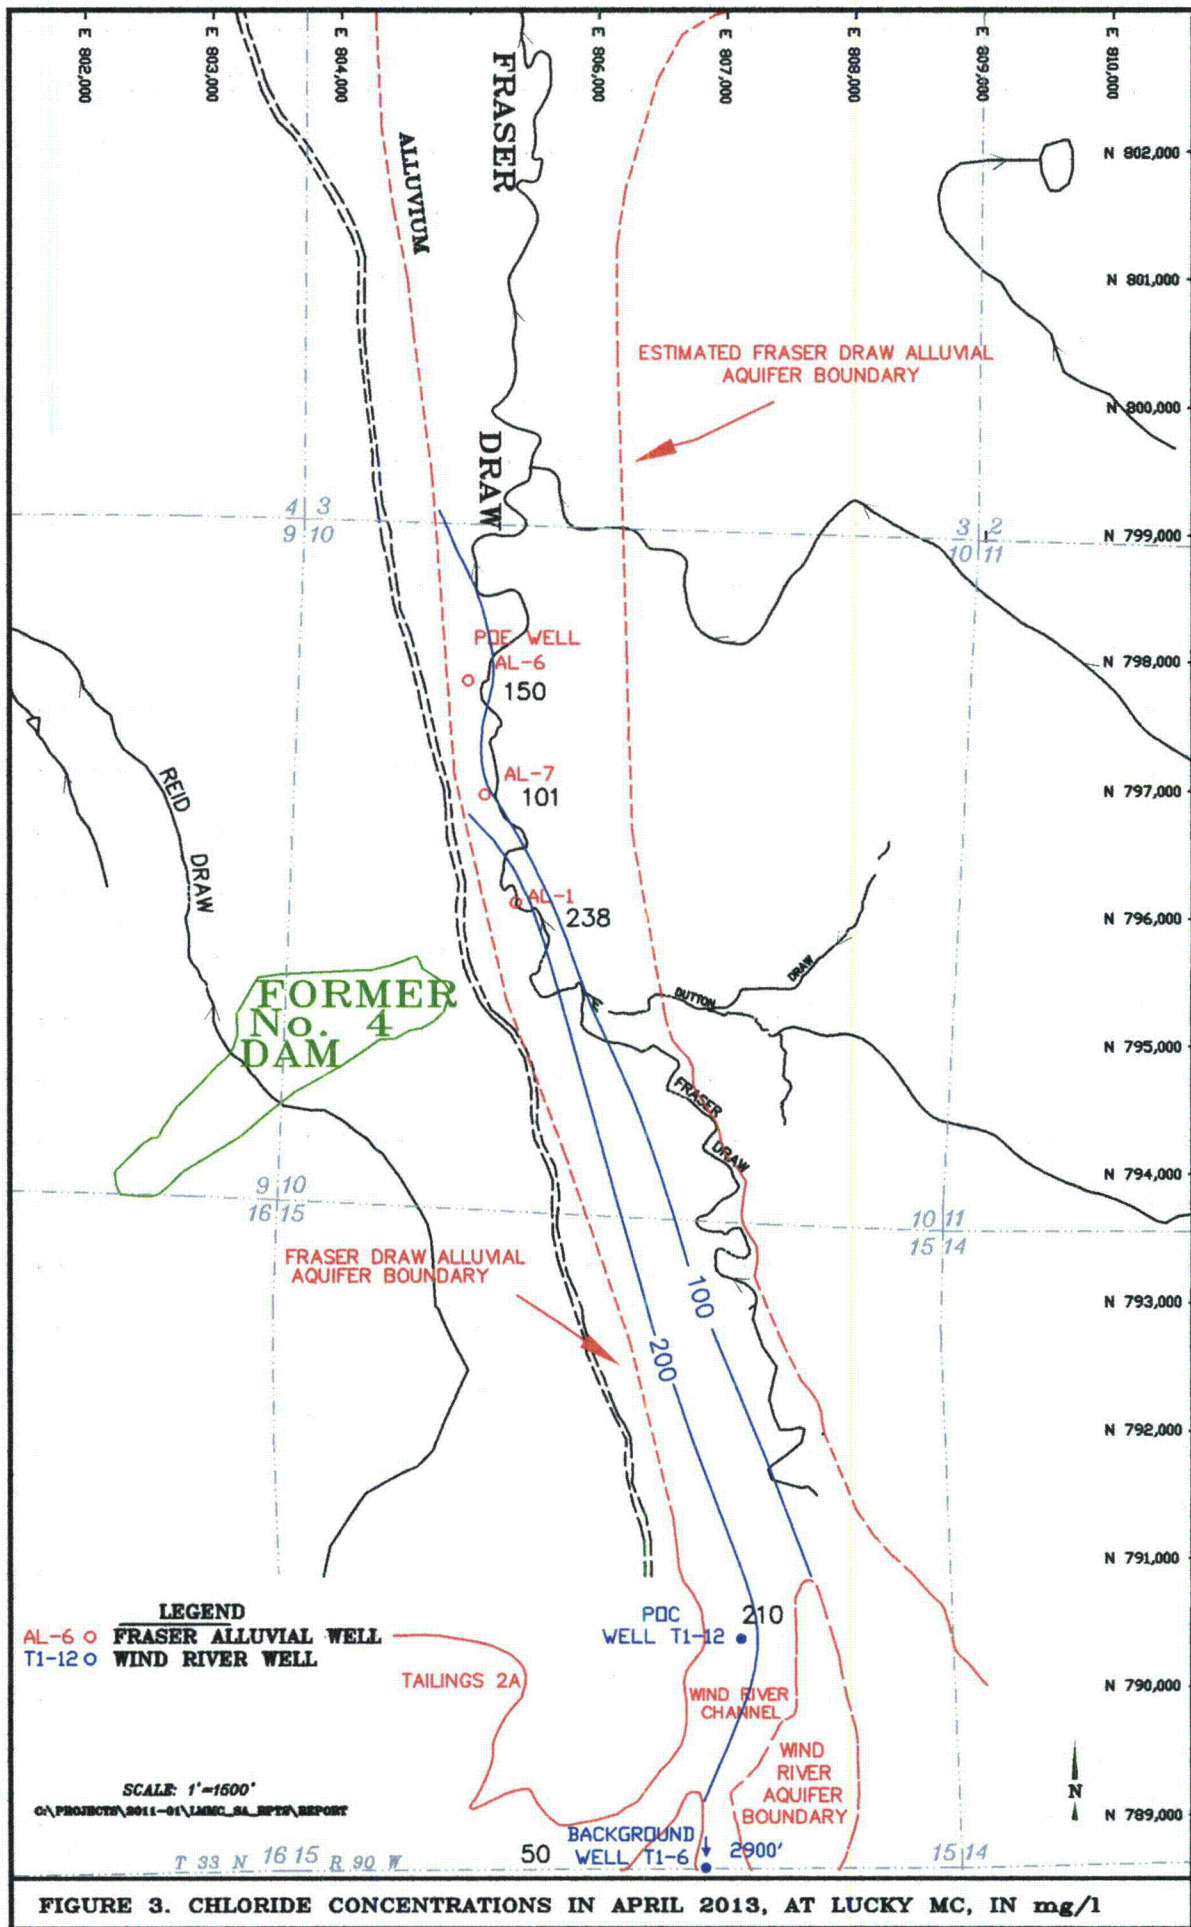 E 802,000
E 803,000
E 804,000
E 806,000
E 807,000
E 808,000
E 809,000
E 810,000
FRASER
ALLUVIUM
N 802,000
N 801,000
ESTIMATED FRASER DRAW ALLUVIAL
AQUIFER BOUNDARY
N 800,000
DRAW
4 3
9 10
3 2
10 11
N 799,000
POE WELL
AL-6
150
N 798,000
REID
DRAW
AL-7
101
N 797,000
AL-1
238
N 796,000
FORMER
No. 4
DAM
DUTTON
DRAW
N 795,000
FRASER
DRAW
N 794,000
9 10
16 15
10 11
15 14
FRASER DRAW ALLUVIAL
AQUIFER BOUNDARY
100
N 793,000
200
N 792,000
N 791,000
LEGEND
AL-6 FRASER ALLUVIAL WELL
T1-12 WIND RIVER WELL
POC
WELL T1-12
210
TAILINGS 2A
WIND RIVER
CHANNEL
N 790,000
WIND
RIVER
AQUIFER
BOUNDARY
SCALE: 1"=1600'
C:\PROJECTS\2011-01\LMMC_SA_RPTS\REPORT
N
N 789,000
BACKGROUND
WELL T1-6
2900'
50
T 33 N
16 15
R 90 W
15 14
FIGURE 3. CHLORIDE CONCENTRATIONS IN APRIL 2013, AT LUCKY MC, IN mg/l